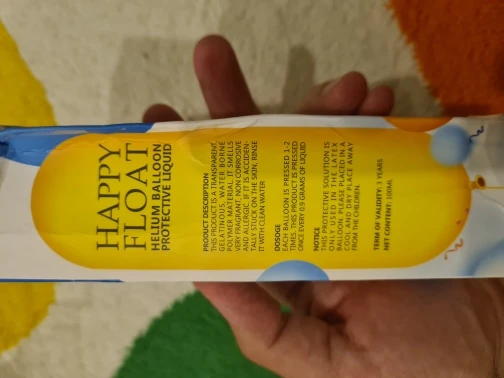 HAPPY
FLOAT
HELIUM BALLOON
PROTECTIVE LIQUID
PRODUCT DESCRIPTION
THIS PRODUCT IS A TRANSPARENT,
GELATINOUS, WATER BORNE
POLYMER MATERIAL. IT SMELLS
VERY FRAGRANT, NON CORROSIVE
AND ALLERGIC. IF IT IS ACCIDEN-
TALLY STUCK ON THE SKIN, RINSE
IT WITH CLEAN WATER
DOSOGE
EACH BALLOON IS PRESSED 1-2
TIMES. THIS PRODUCT IS PRESSED
ONCE EVERY 0.9 GRAMS OF LIQUID
NOTICE
THIS PROTECTIVE SOLUTION IS
ONLY USED IN THE LATEX
BALLOON. PLEASE PLACED IN A
COOL AND DRY PLACE AWAY
FROM THE CHILDREN.
TERM OF VALIDITY: 3 YEARS
NET CONTENT: 100ML